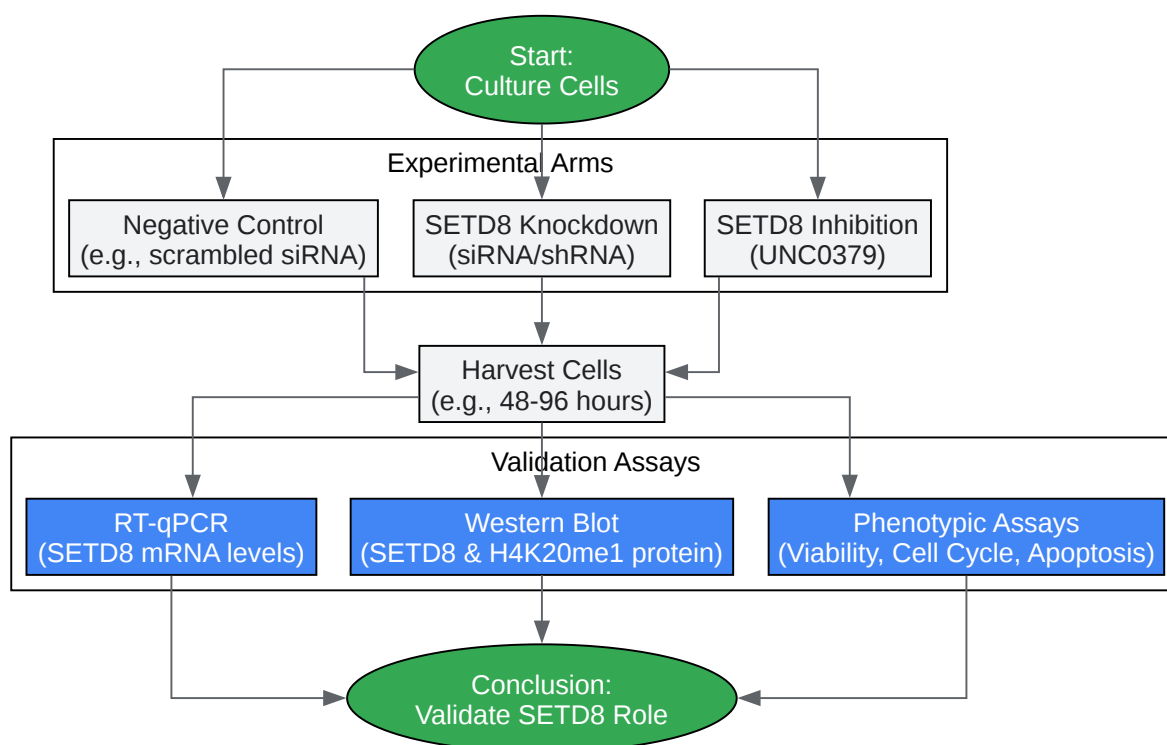 Start:
Culture Cells
Experimental Arms
Negative Control
(e.g., scrambled siRNA)
SETD8 Knockdown
(siRNA/shRNA)
SETD8 Inhibition
(UNC0379)
Harvest Cells
(e.g., 48-96 hours)
Validation Assays
RT-qPCR
(SETD8 mRNA levels)
Western Blot
(SETD8 & H4K20me1 protein)
Phenotypic Assays
(Viability, Cell Cycle, Apoptosis)
Conclusion:
Validate SETD8 Role